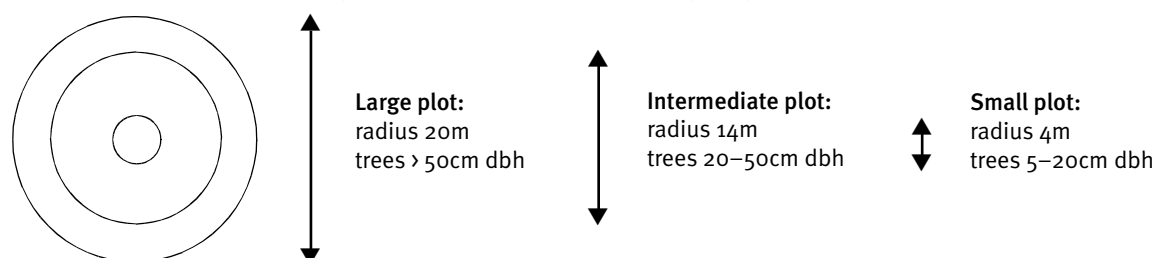 Large plot:
radius 20m
trees > 50cm dbh
Intermediate plot:
radius 14m
trees 20–50cm dbh
Small plot:
radius 4m
trees 5–20cm dbh